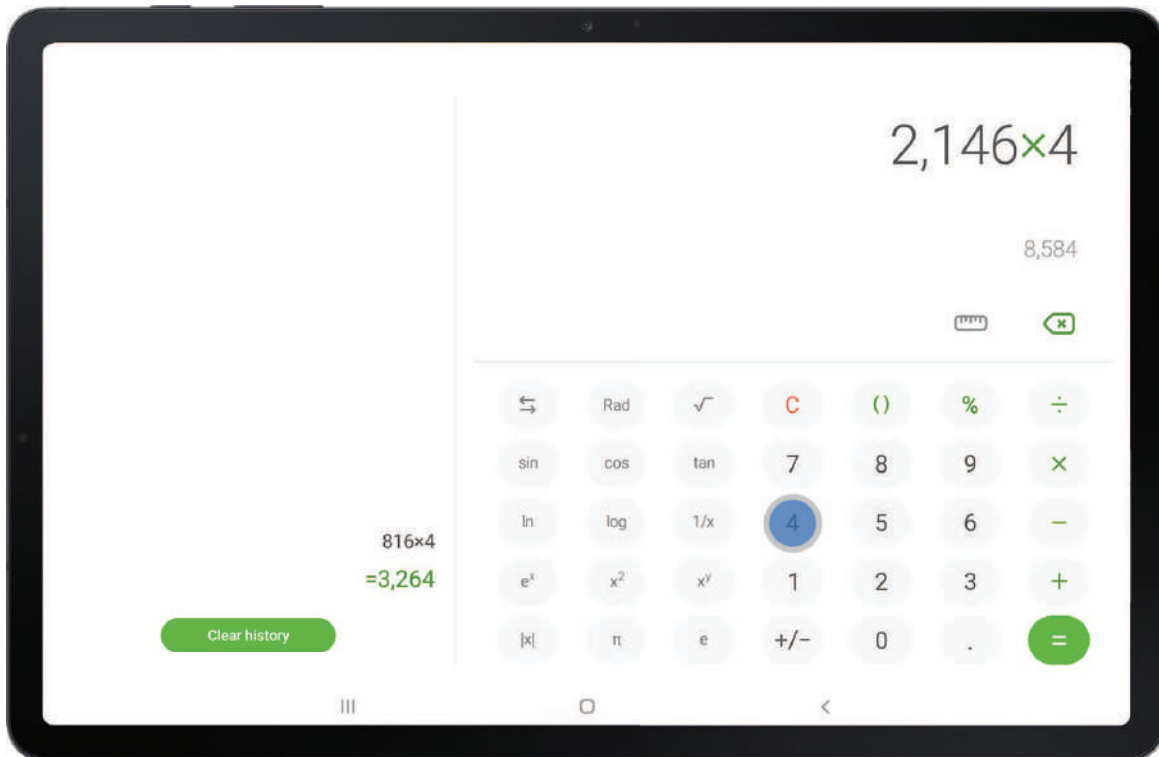 2,146×4
8,584
816×4
=3,264
Clear history
⇆ Rad √ C () % ÷
sin cos tan 7 8 9 ×
ln log 1/x 4 5 6 −
eˣ x² xʸ 1 2 3 +
|x| π e +/− 0 . =